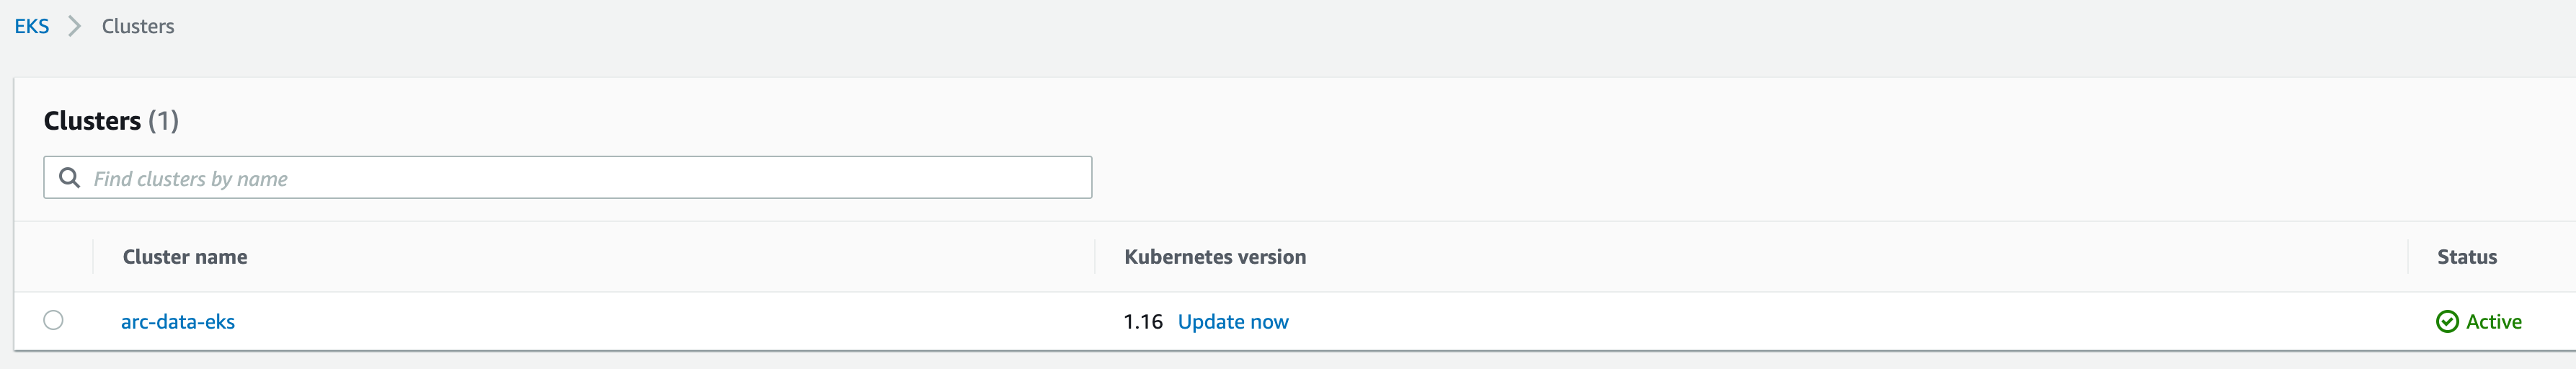 EKS Clusters
Clusters (1)
Find clusters by name
Cluster name Kubernetes version Status
arc-data-eks 1.16 Update now Active